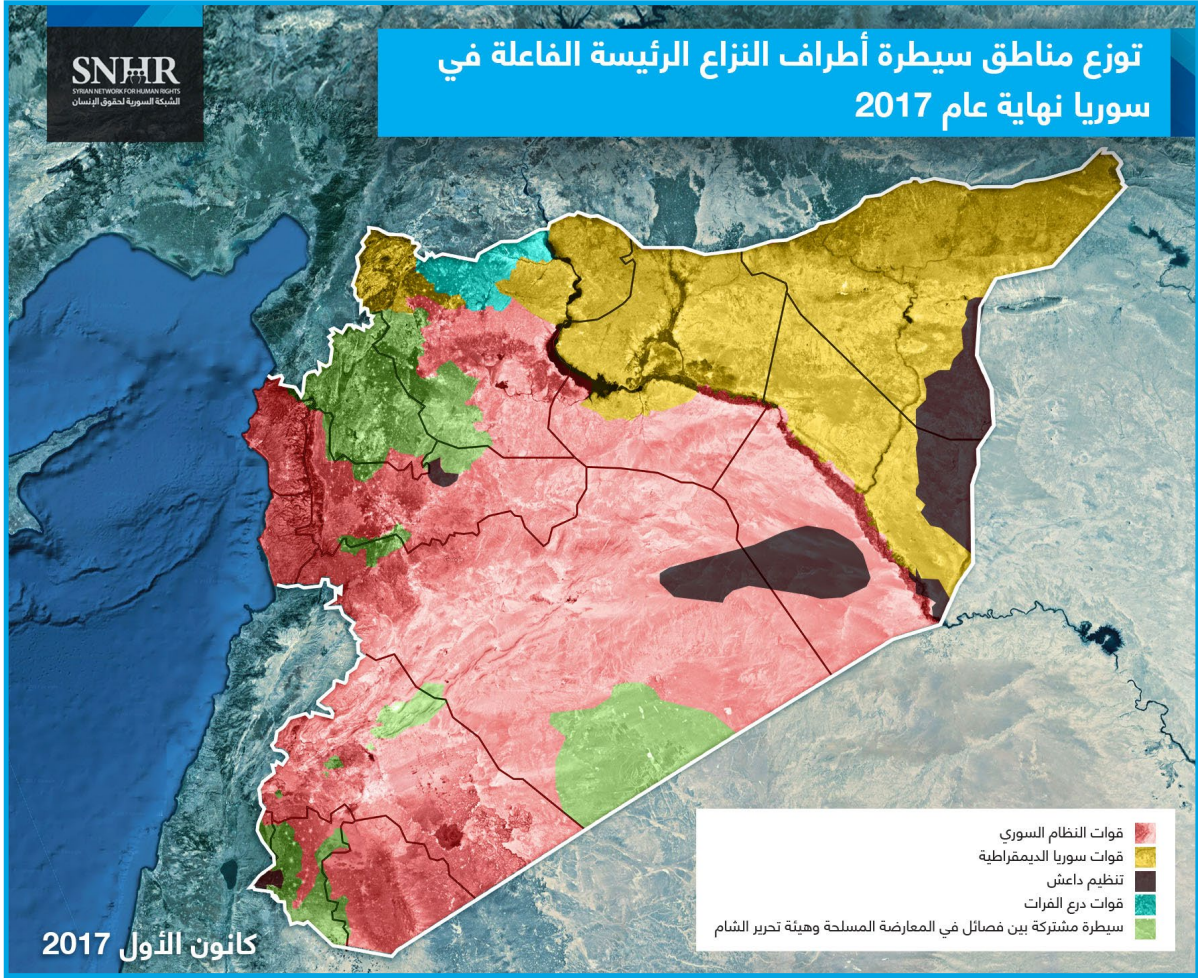 SNHR
SYRIAN NETWORK FOR HUMAN RIGHTS
الشبكة السورية لحقوق الإنسان
توزع مناطق سيطرة أطراف النزاع الرئيسة الفاعلة في
سوريا نهاية عام 2017
قوات النظام السوري
قوات سوريا الديمقراطية
تنظيم داعش
قوات درع الفرات
سيطرة مشتركة بين فصائل في المعارضة المسلحة وهيئة تحرير الشام
كانون الأول 2017